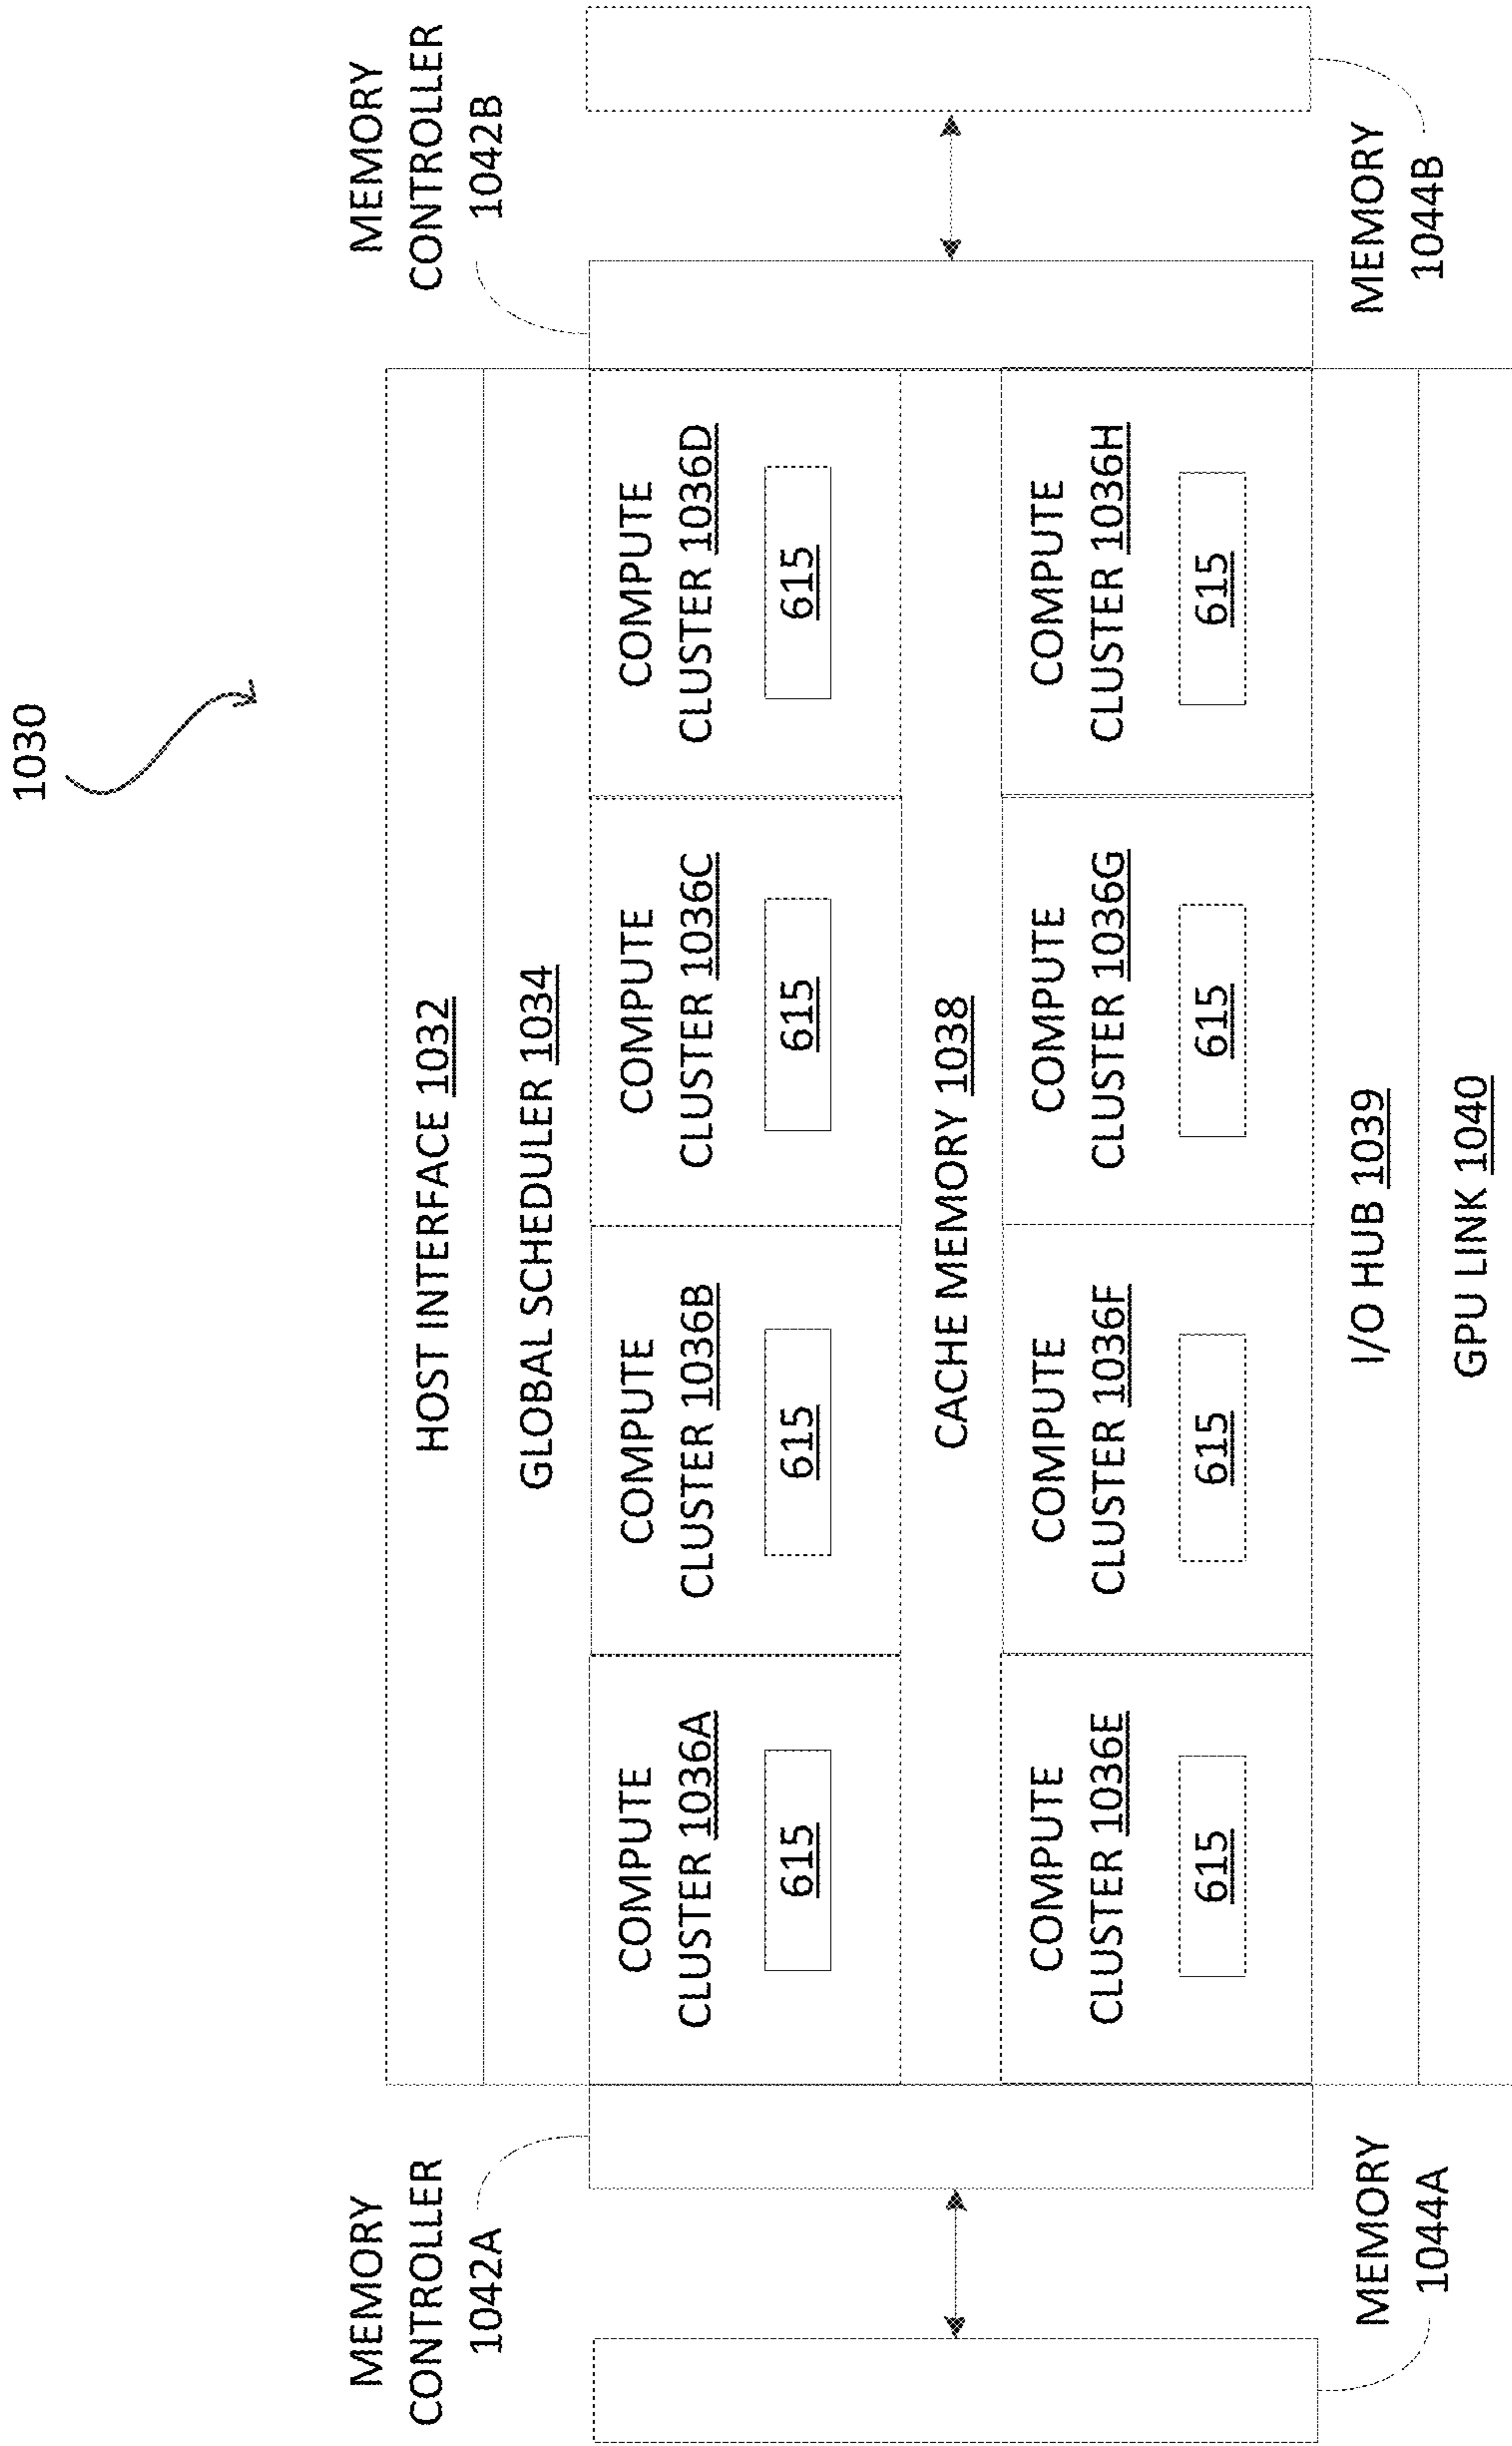 1030
MEMORY
CONTROLLER
1042A
MEMORY
CONTROLLER
1042B
HOST INTERFACE 1032
GLOBAL SCHEDULER 1034
COMPUTE
CLUSTER 1036A
615
COMPUTE
CLUSTER 1036B
615
COMPUTE
CLUSTER 1036C
615
COMPUTE
CLUSTER 1036D
615
CACHE MEMORY 1038
COMPUTE
CLUSTER 1036E
615
COMPUTE
CLUSTER 1036F
615
COMPUTE
CLUSTER 1036G
615
COMPUTE
CLUSTER 1036H
615
MEMORY
1044A
I/O HUB 1039
MEMORY
1044B
GPU LINK 1040